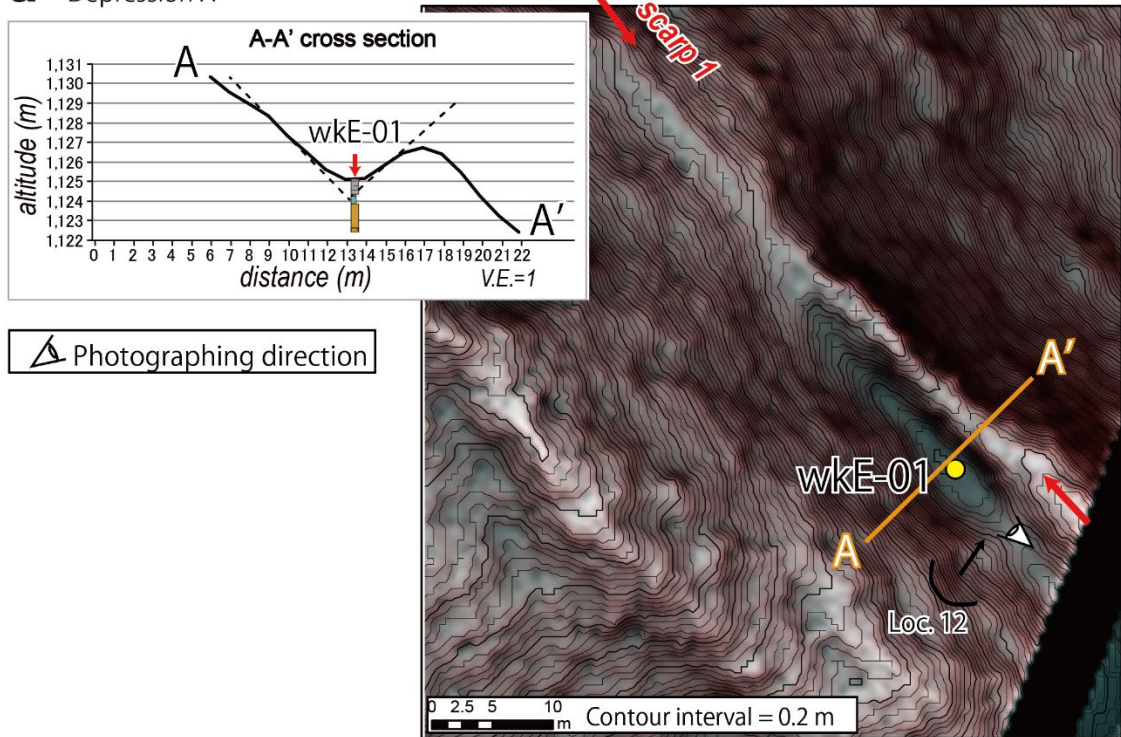 Depression A
A-A' cross section
altitude (m)
1,131
1,130
1,129
1,128
1,127
1,126
1,125
1,124
1,123
1,122
A
wkE-01
A'
0 1 2 3 4 5 6 7 8 9 10 11 12 13 14 15 16 17 18 19 20 21 22
distance (m)
V.E.=1
Photographing direction
scarp 1
A'
wkE-01
A
Loc. 12
0 2.5 5 10
m
Contour interval = 0.2 m